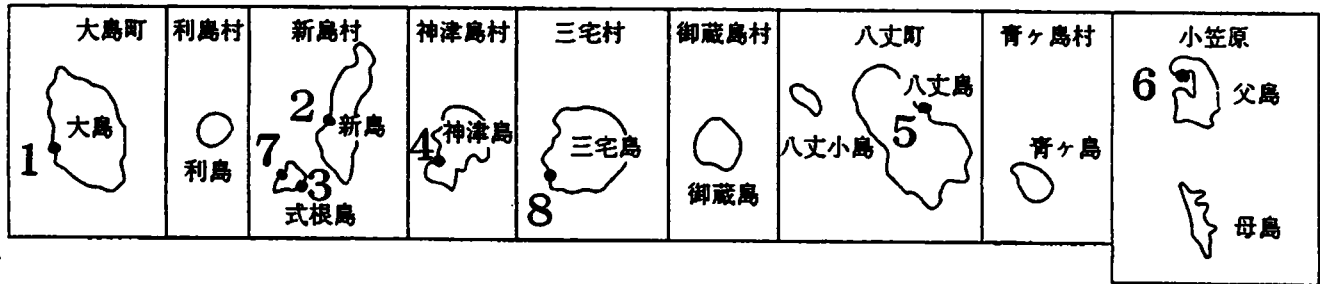 大島町 利島村 新島村 神津島村 三宅村 御蔵島村 八丈町 青ヶ島村 小笠原
大島
1
利島
2
新島
7
3
式根島
4
神津島
三宅島
8
御蔵島
八丈小島
八丈島
5
青ヶ島
6
父島
母島